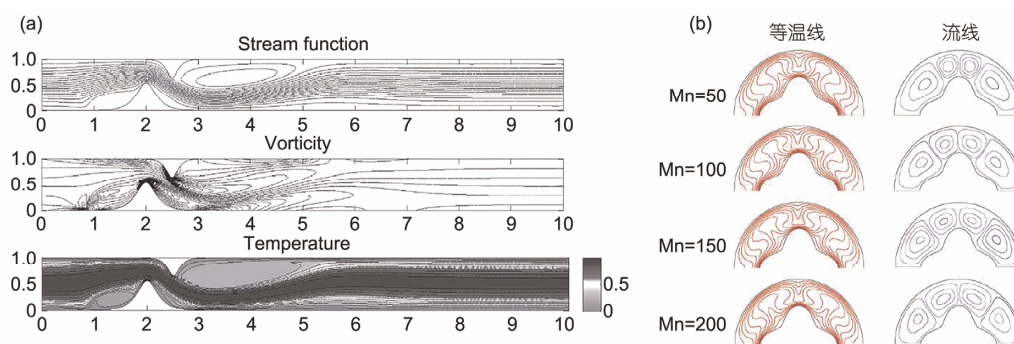 (a)
Stream function
1.0
0.5
0
0 1 2 3 4 5 6 7 8 9 10
Vorticity
1.0
0.5
0
0 1 2 3 4 5 6 7 8 9 10
Temperature
1.0
0.5
0
0.5
0
0 1 2 3 4 5 6 7 8 9 10
(b)
等温线 流线
Mn=50
Mn=100
Mn=150
Mn=200